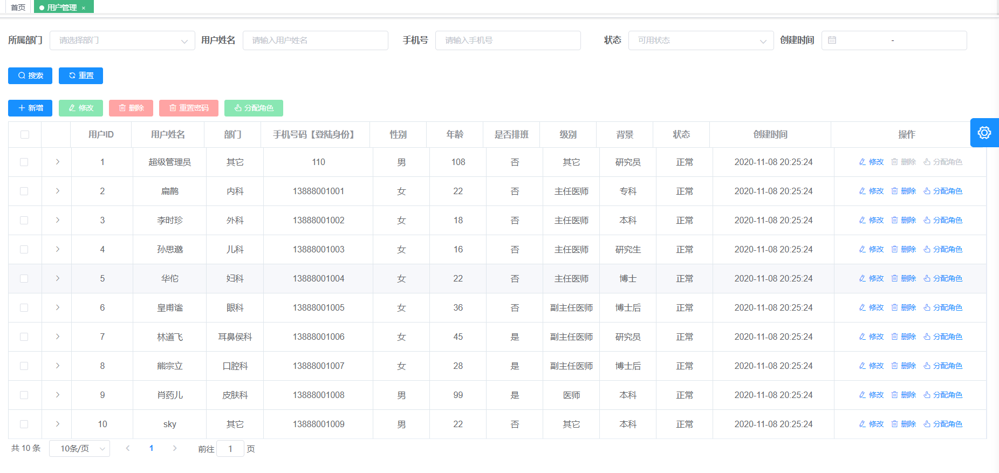 首页 用户管理 ×
所属部门 请选择部门 用户姓名 请输入用户姓名 手机号 请输入手机号 状态 可用状态 创建时间 -
搜索 重置
新增 修改 删除 重置密码 分配角色
用户ID 用户姓名 部门 手机号码【登陆身份】 性别 年龄 是否排班 级别 背景 状态 创建时间 操作
1 超级管理员 其它 110 男 108 否 其它 研究员 正常 2020-11-08 20:25:24 修改 删除 分配角色
2 扁鹊 内科 13888001001 女 22 否 主任医师 专科 正常 2020-11-08 20:25:24 修改 删除 分配角色
3 李时珍 外科 13888001002 女 18 否 主任医师 本科 正常 2020-11-08 20:25:24 修改 删除 分配角色
4 孙思邈 儿科 13888001003 女 16 否 主任医师 研究生 正常 2020-11-08 20:25:24 修改 删除 分配角色
5 华佗 妇科 13888001004 女 22 否 主任医师 博士 正常 2020-11-08 20:25:24 修改 删除 分配角色
6 皇甫谧 眼科 13888001005 女 36 否 副主任医师 博士后 正常 2020-11-08 20:25:24 修改 删除 分配角色
7 林道飞 耳鼻侯科 13888001006 女 45 是 副主任医师 研究员 正常 2020-11-08 20:25:24 修改 删除 分配角色
8 熊宗立 口腔科 13888001007 女 28 是 副主任医师 博士后 正常 2020-11-08 20:25:24 修改 删除 分配角色
9 肖药儿 皮肤科 13888001008 男 99 是 医师 本科 正常 2020-11-08 20:25:24 修改 删除 分配角色
10 sky 其它 13888001009 男 22 否 其它 本科 正常 2020-11-08 20:25:24 修改 删除 分配角色
共 10 条 10条/页 1 前往 1 页